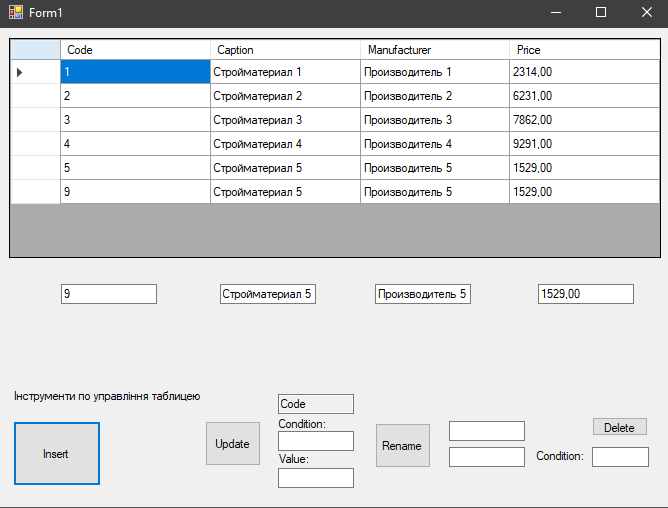 Form1
Code Caption Manufacturer Price
1 Стройматериал 1 Производитель 1 2314,00
2 Стройматериал 2 Производитель 2 6231,00
3 Стройматериал 3 Производитель 3 7862,00
4 Стройматериал 4 Производитель 4 9291,00
5 Стройматериал 5 Производитель 5 1529,00
9 Стройматериал 5 Производитель 5 1529,00
9 Стройматериал 5 Производитель 5 1529,00
Інструменти по управління таблицею
Insert
Update
Code
Condition:
Value:
Rename
Delete
Condition: